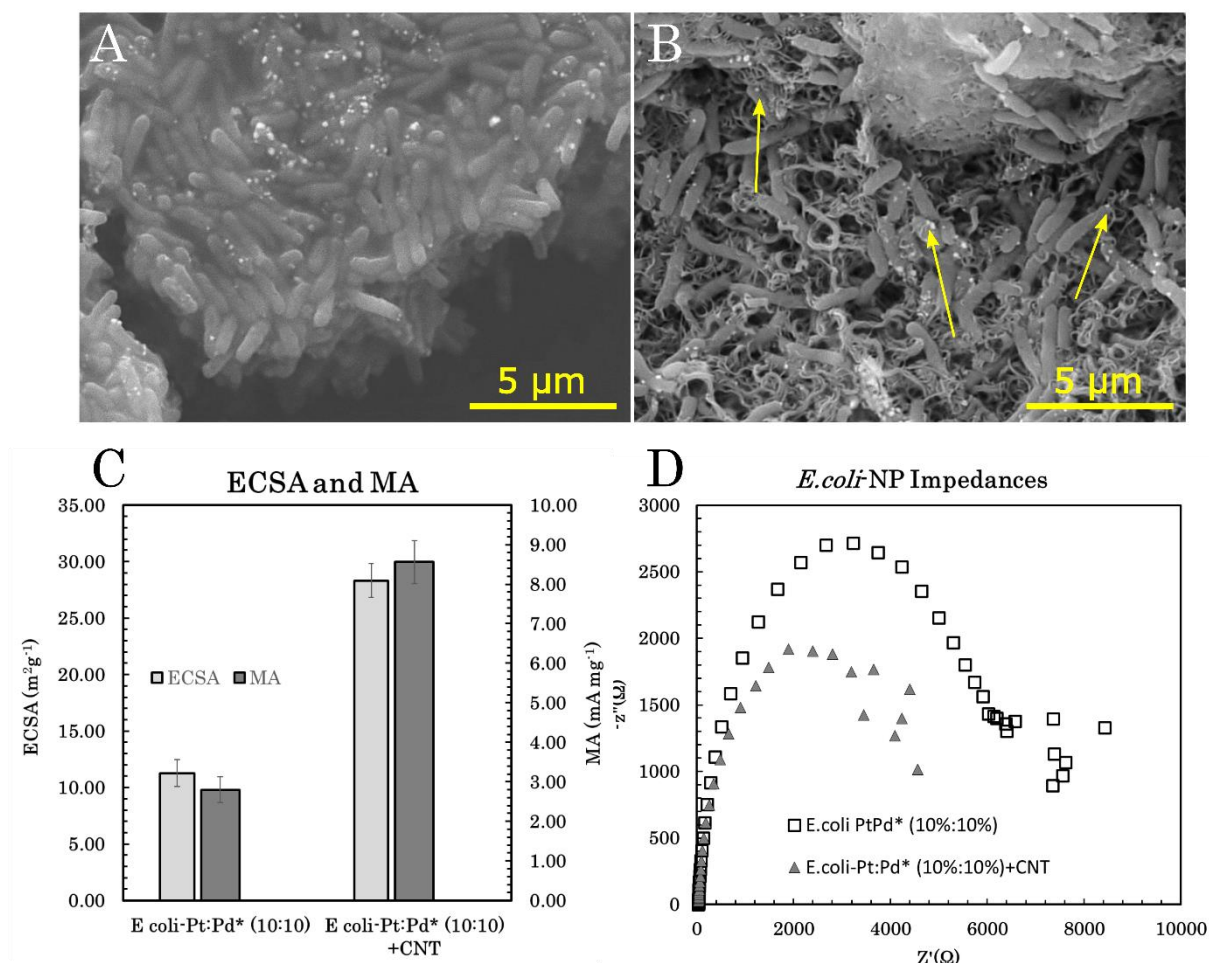 A
B
5 µm
5 µm
C
ECSA and MA
35.00
30.00
25.00
20.00
15.00
10.00
5.00
0.00
ECSA (m²g⁻¹)
ECSA MA
10.00
9.00
8.00
7.00
6.00
5.00
4.00
3.00
2.00
1.00
0.00
MA (mA mg⁻¹)
E coli-Pt:Pd* (10:10)
E coli-Pt:Pd* (10:10)
+CNT
D
E.coli-NP Impedances
3000
2500
2000
1500
1000
500
0
-z"(Ω)
E.coli PtPd* (10%:10%)
E.coli-Pt:Pd* (10%:10%)+CNT
0 2000 4000 6000 8000 10000
Z'(Ω)